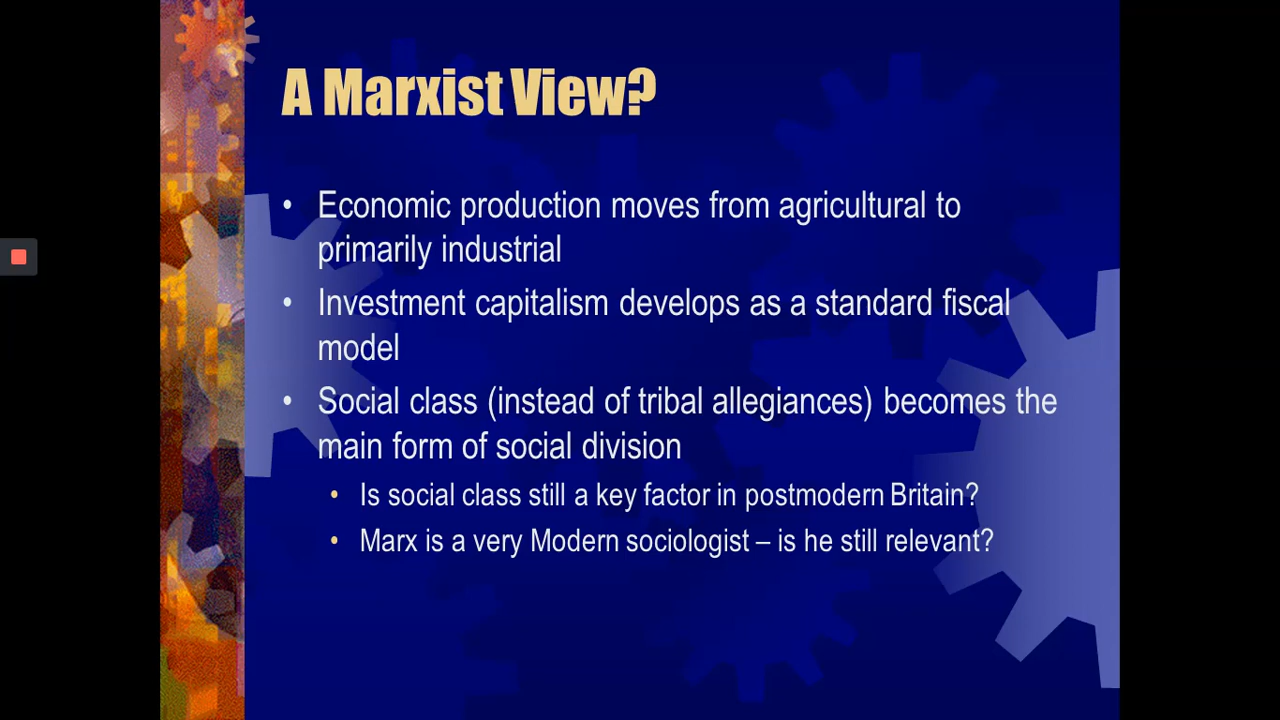 A Marxist View?
• Economic production moves from agricultural to
primarily industrial
• Investment capitalism develops as a standard fiscal
model
• Social class (instead of tribal allegiances) becomes the
main form of social division
• Is social class still a key factor in postmodern Britain?
• Marx is a very Modern sociologist – is he still relevant?